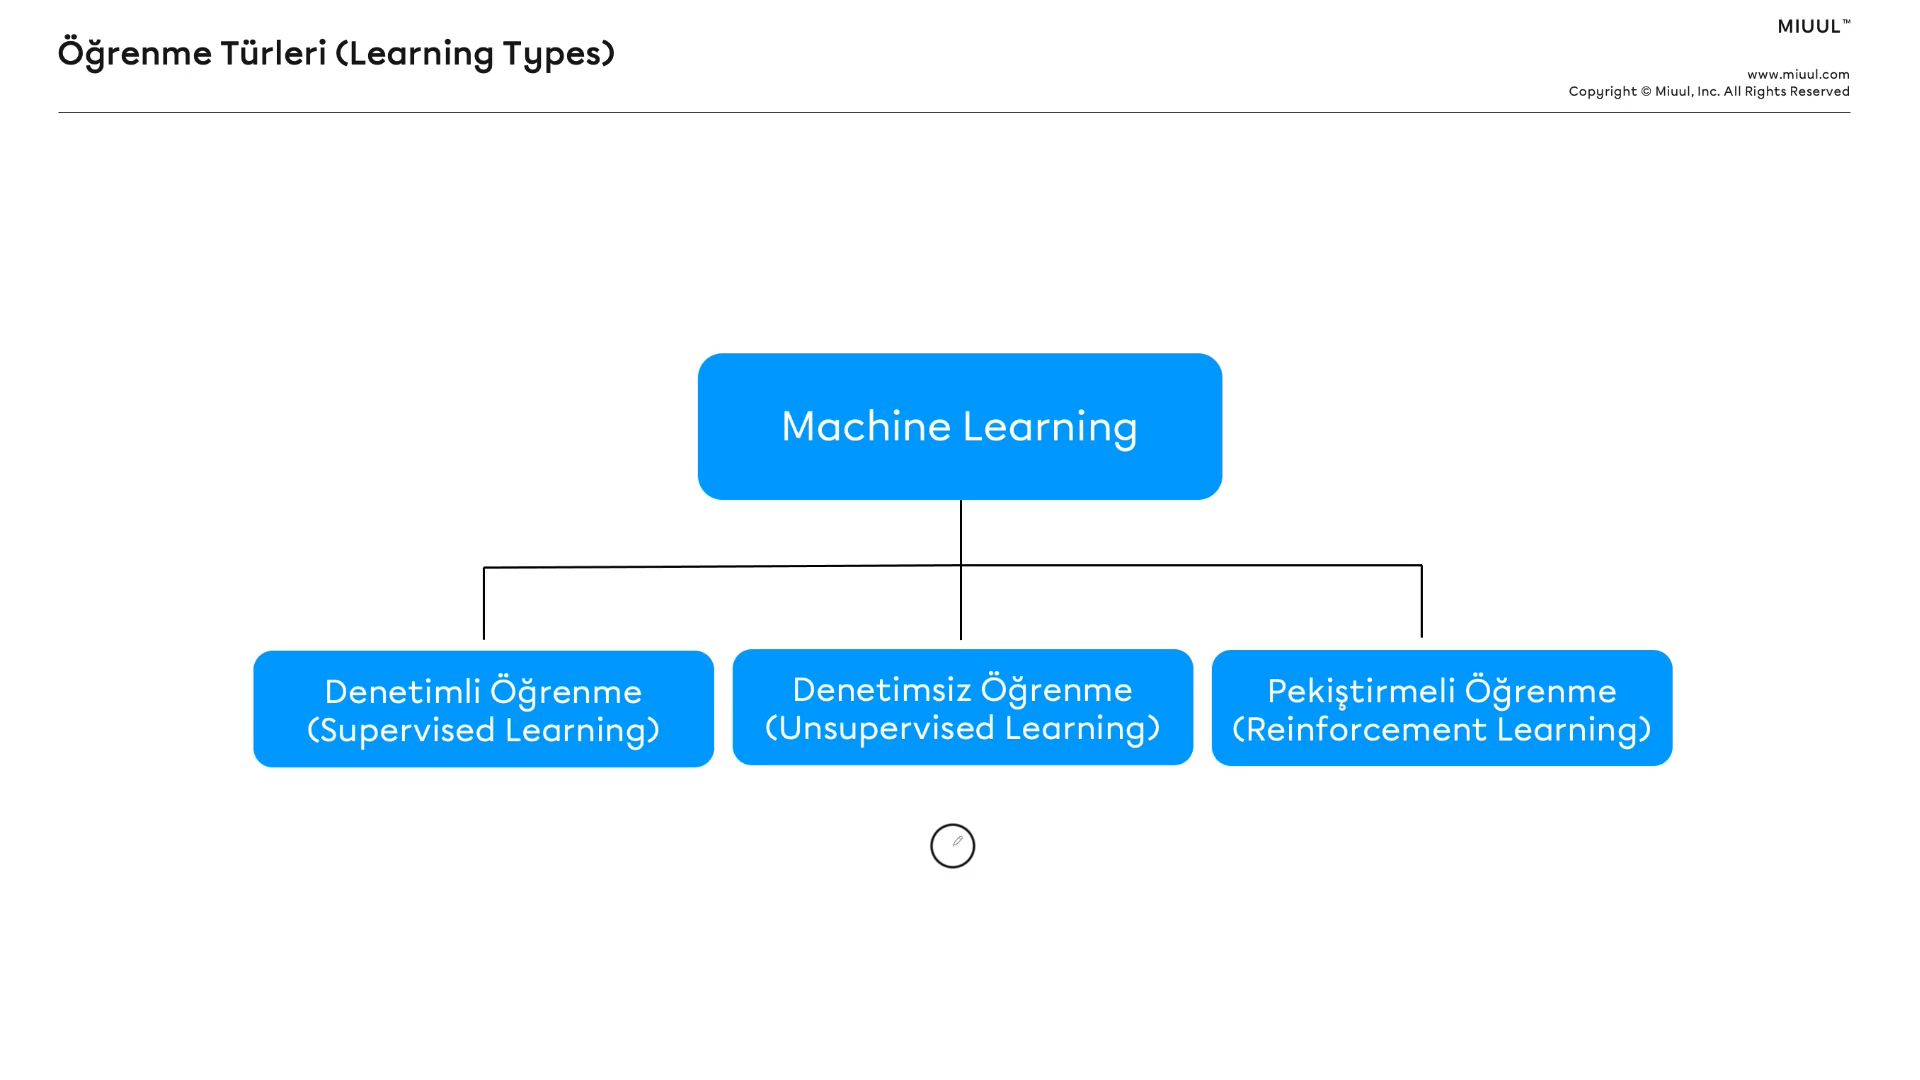 Öğrenme Türleri (Learning Types)
MIUUL™
www.miuul.com
Copyright © Miuul, Inc. All Rights Reserved
Machine Learning
Denetimli Öğrenme
(Supervised Learning)
Denetimsiz Öğrenme
(Unsupervised Learning)
Pekiştirmeli Öğrenme
(Reinforcement Learning)